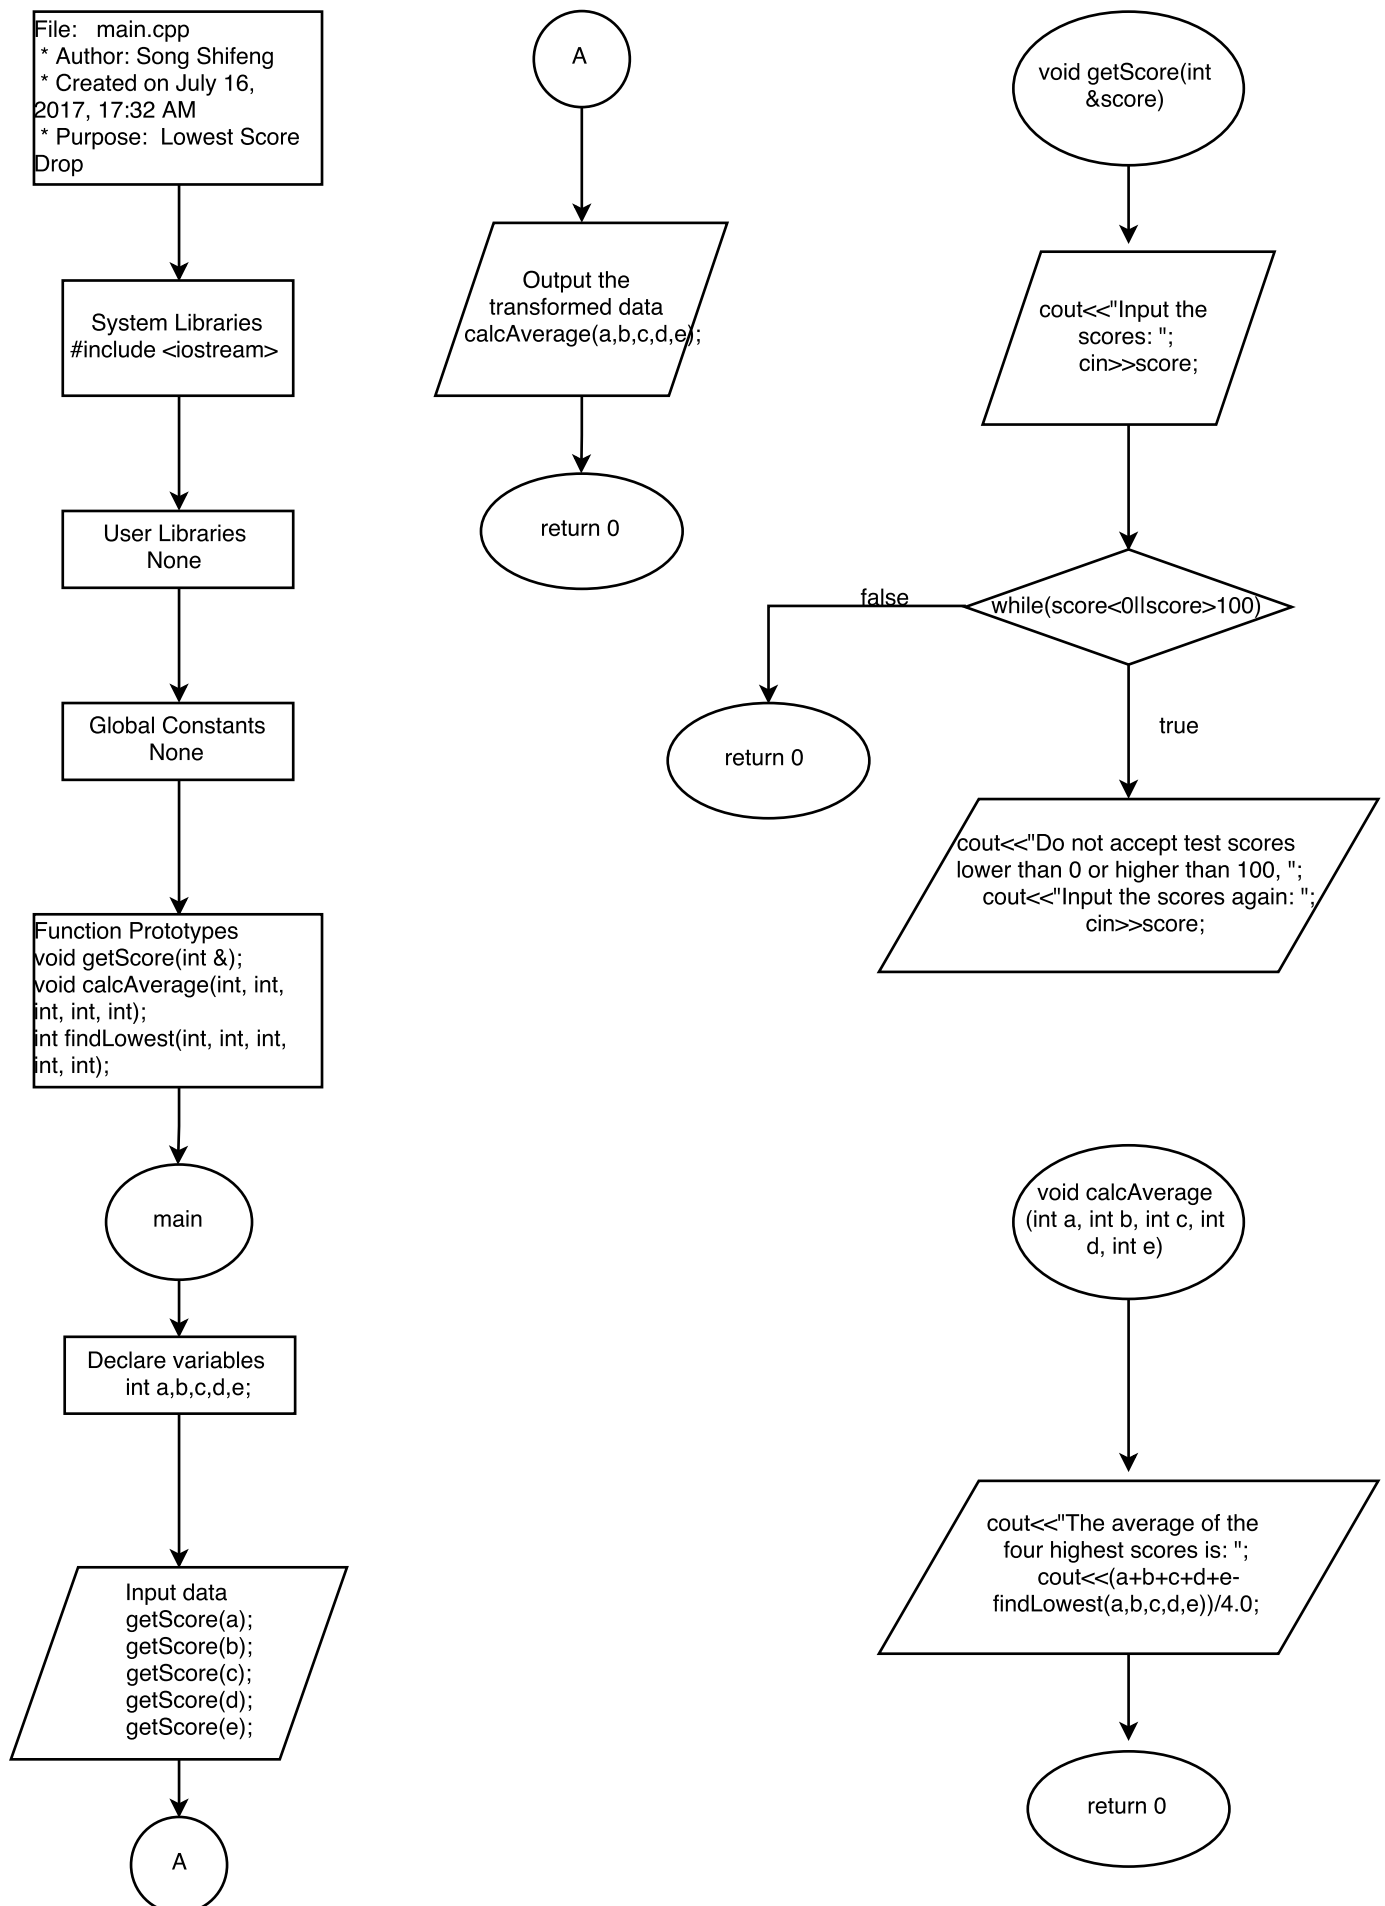 File:   main.cpp
 * Author: Song Shifeng
 * Created on July 16,
2017, 17:32 AM
 * Purpose:  Lowest Score
Drop
System Libraries
#include <iostream>
User Libraries
None
Global Constants
None
Function Prototypes
void getScore(int &);
void calcAverage(int, int,
int, int, int);
int findLowest(int, int, int,
int, int);
main
Declare variables
int a,b,c,d,e;
Input data
getScore(a);
getScore(b);
getScore(c);
getScore(d);
getScore(e);
A
A
Output the
transformed data
calcAverage(a,b,c,d,e);
return 0
void getScore(int
&score)
cout<<"Input the
scores: ";
cin>>score;
while(score<0||score>100)
false
return 0
true
cout<<"Do not accept test scores
lower than 0 or higher than 100, ";
cout<<"Input the scores again: ";
cin>>score;
void calcAverage
(int a, int b, int c, int
d, int e)
cout<<"The average of the
four highest scores is: ";
cout<<(a+b+c+d+e-
findLowest(a,b,c,d,e))/4.0;
return 0